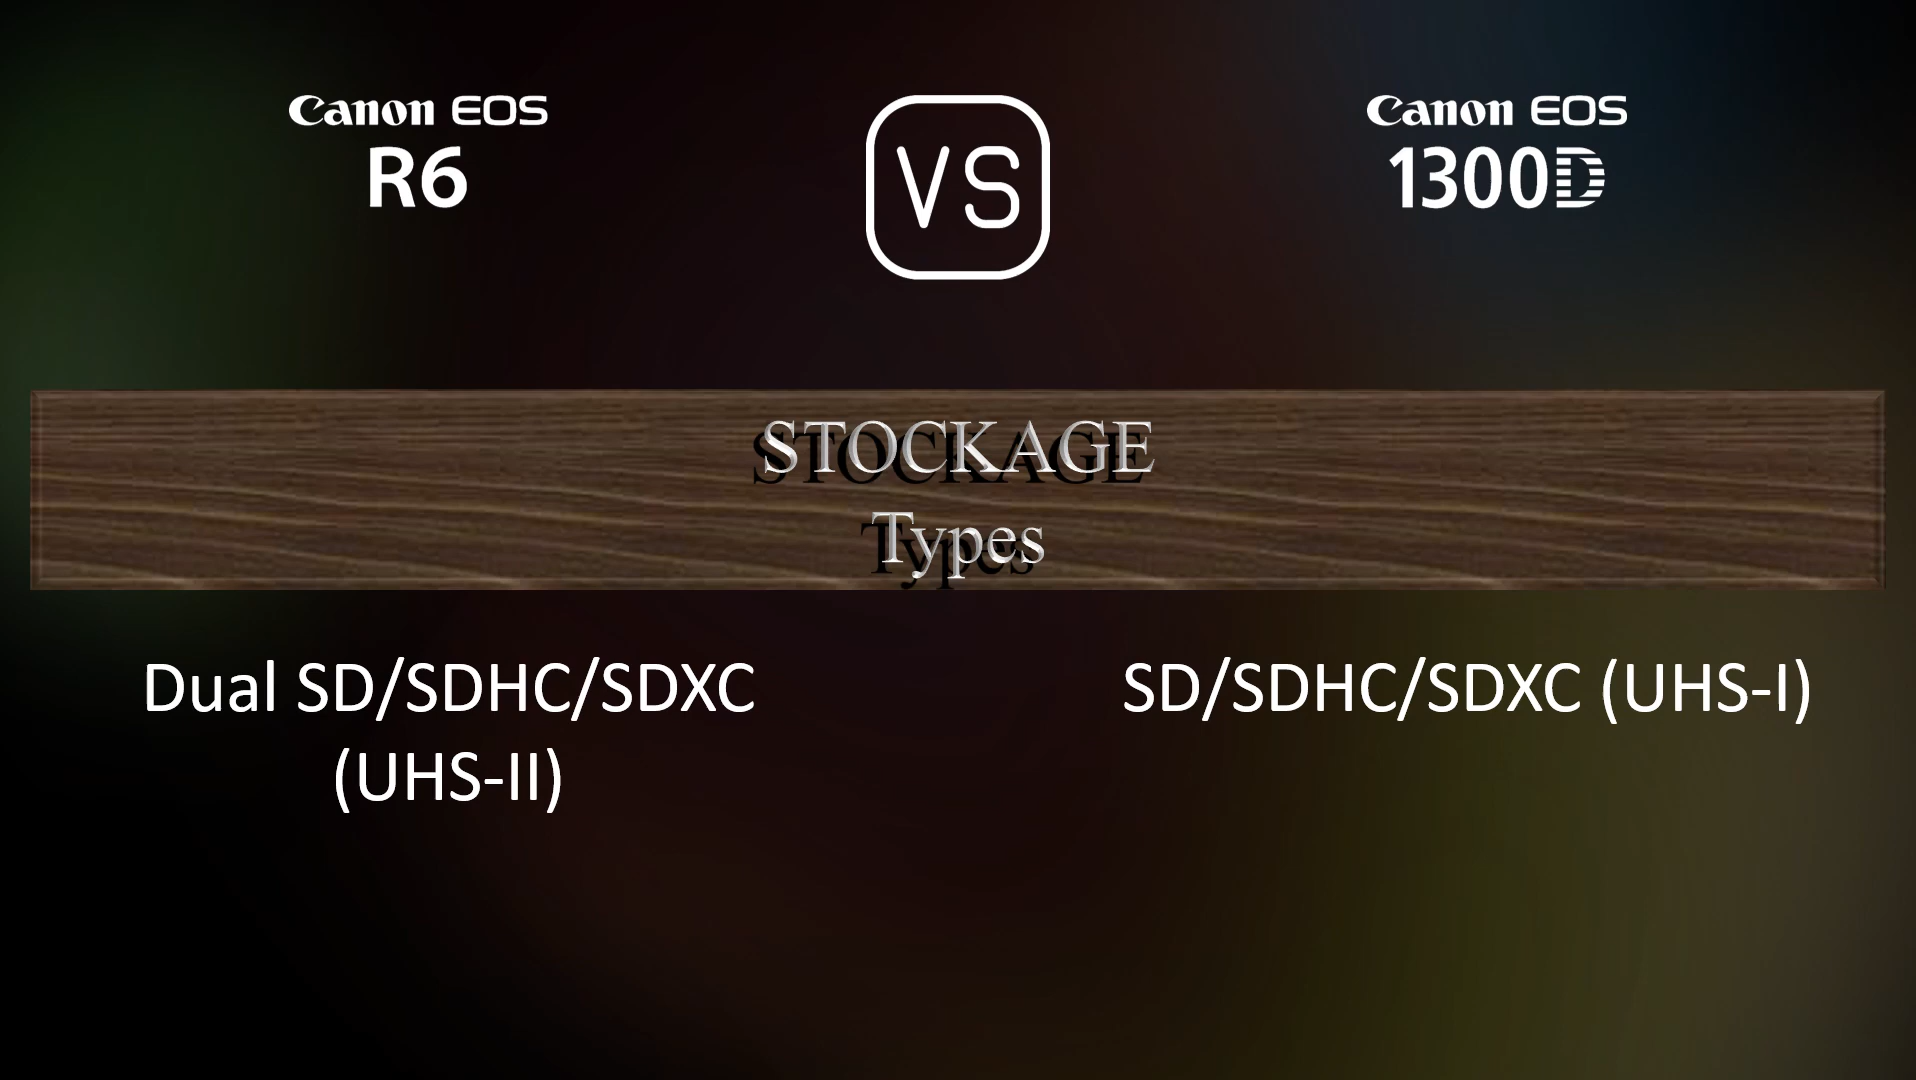 Canon EOS
R6
VS
Canon EOS
1300D
STOCKAGE
Types
Dual SD/SDHC/SDXC
(UHS-II)
SD/SDHC/SDXC (UHS-I)